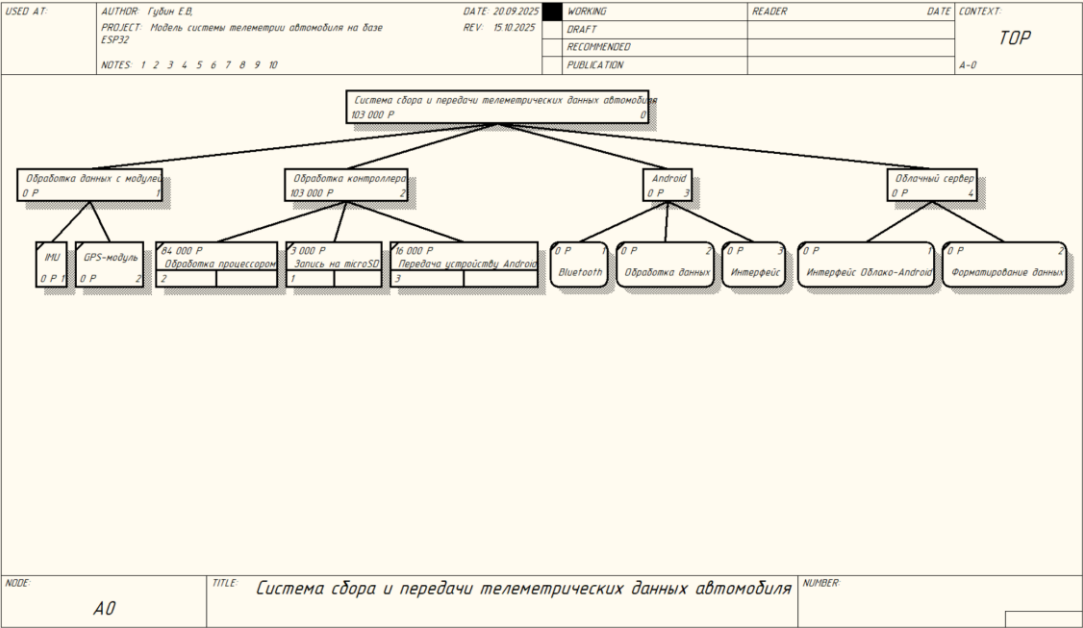 USED AT:
AUTHOR: Губин Е.В,
DATE: 20.09.2025
WORKING
READER
DATE
CONTEXT:
PROJECT: Модель системы телеметрии автомобиля на базе
ESP32
REV: 15.10.2025
DRAFT
RECOMMENDED
TOP
NOTES: 1 2 3 4 5 6 7 8 9 10
PUBLICATION
A-0
Система сбора и передачи телеметрических данных автомобиля
103 000 Р
0
Обработка данных с модулей
0 Р
1
Обработка контроллера
103 000 Р
2
Android
0 Р
3
Облачный сервер
0 Р
4
IMU
0 Р
1
GPS-модуль
0 Р
2
84 000 Р
Обработка процессором
2
3 000 Р
Запись на microSD
1
16 000 Р
Передача устройству Android
3
0 Р
1
Bluetooth
0 Р
2
Обработка данных
0 Р
3
Интерфейс
0 Р
1
Интерфейс Облако-Android
0 Р
2
Форматирование данных
NODE:
A0
TITLE:
Система сбора и передачи телеметрических данных автомобиля
NUMBER: